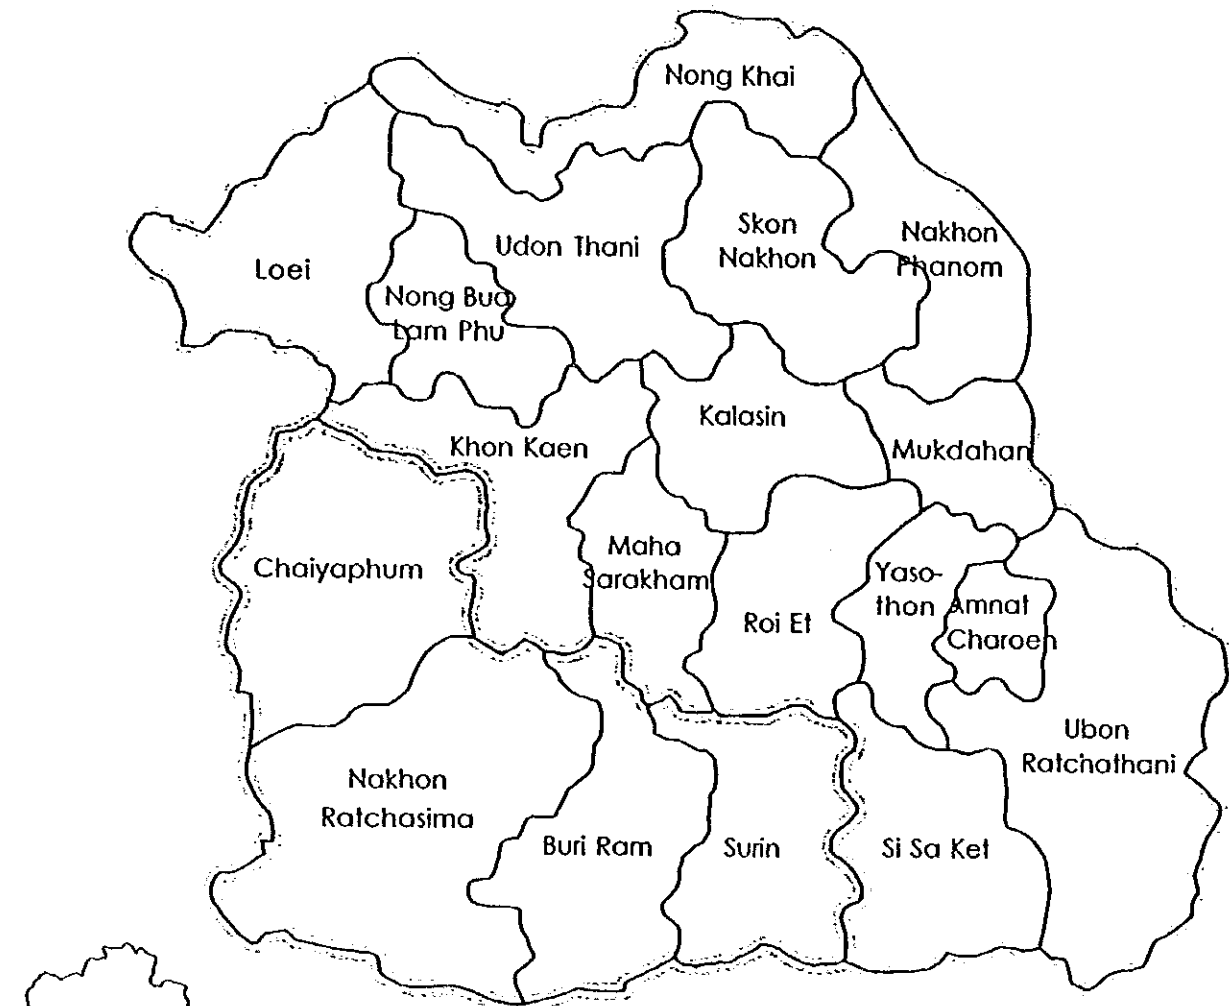 Nong Khai
Skon
Nakhon
Udon Thani
Nakhon
Phanom
Loei
Nong Bua
Lam Phu
Kalasin
Khon Kaen
Mukdahan
Maha
Sarakham
Chaiyaphum
Yaso-
thon
Amnat
Charoen
Roi Et
Ubon
Ratchathani
Nakhon
Ratchasima
Buri Ram
Surin
Si Sa Ket